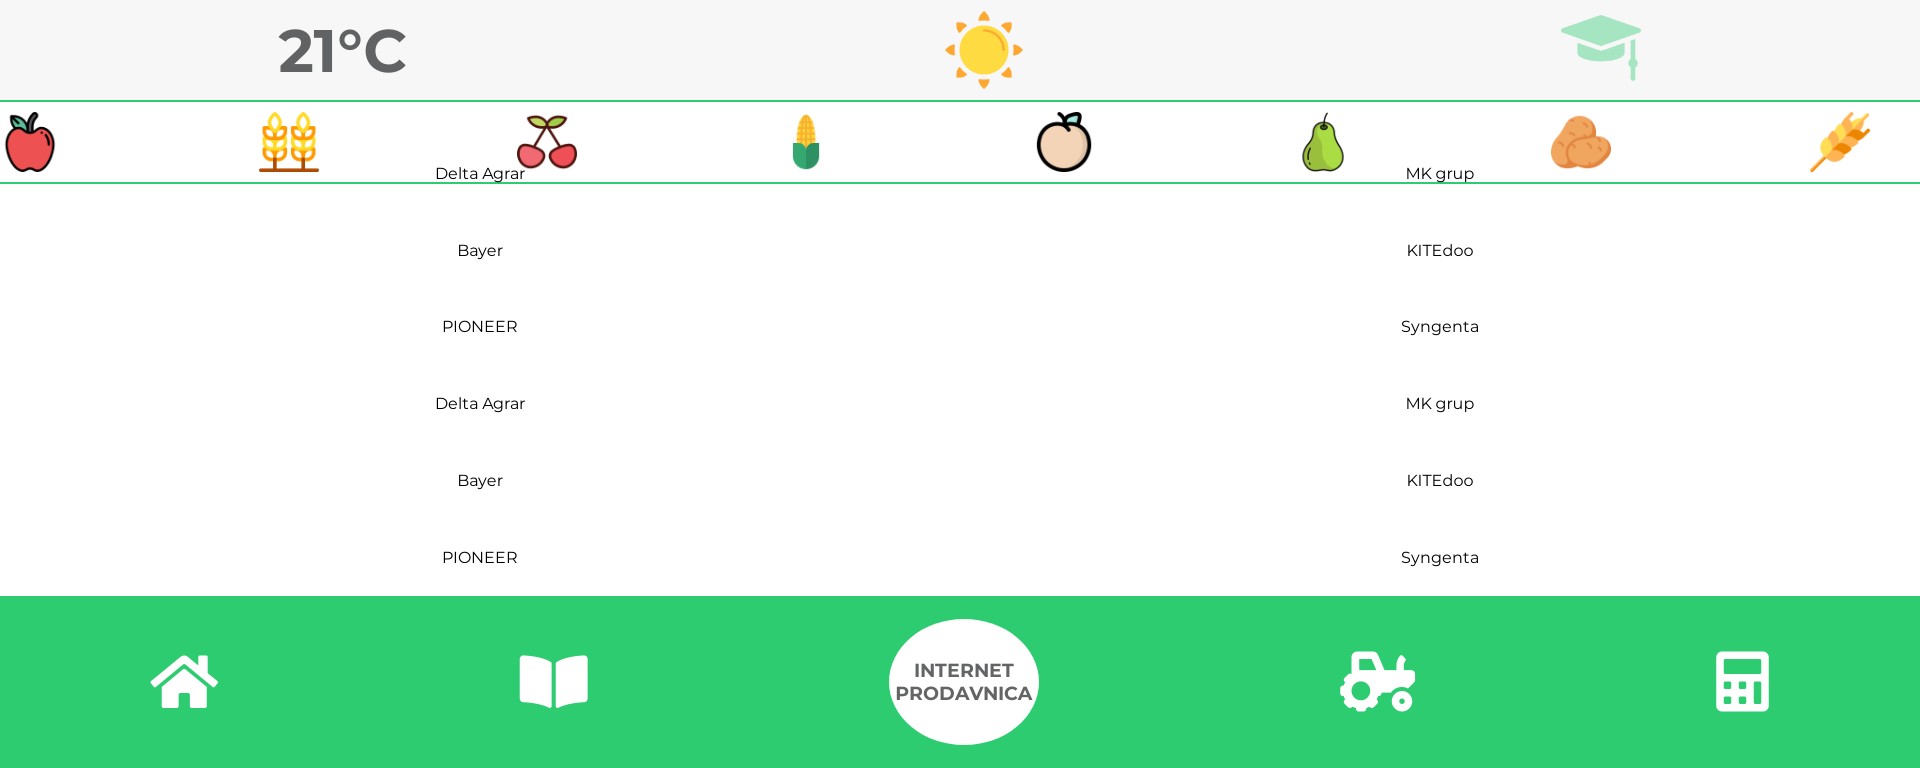 21°C
Delta Agrar
MK grup
Bayer
KITEdoo
PIONEER
Syngenta
Delta Agrar
MK grup
Bayer
KITEdoo
PIONEER
Syngenta
INTERNET
PRODAVNICA